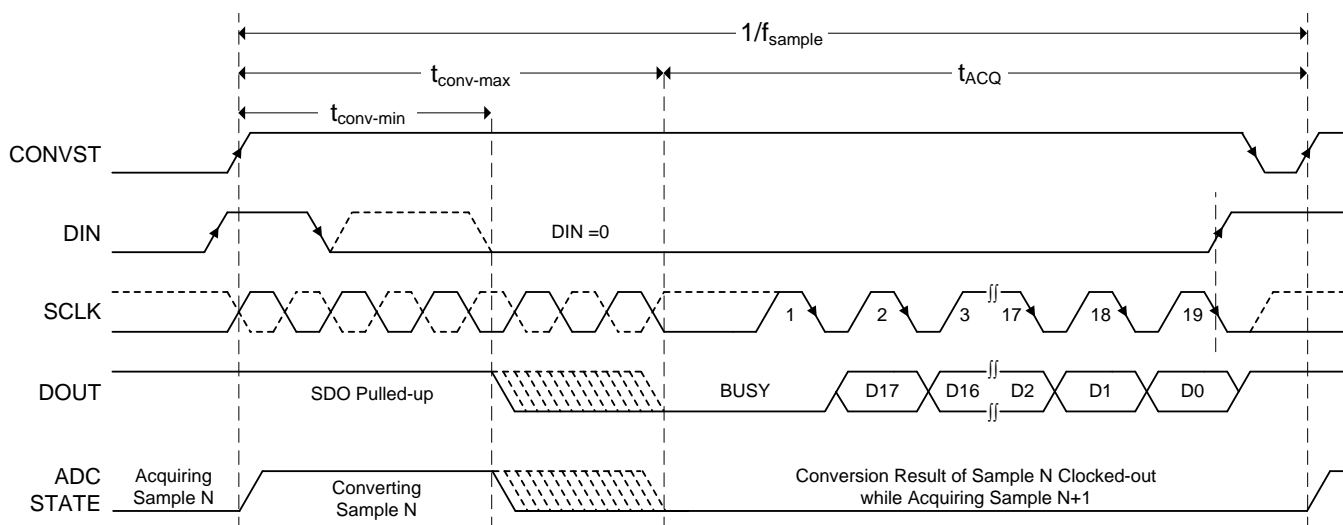 1/fsample
tconv-max
tACQ
tconv-min
CONVST
DIN
DIN =0
SCLK
1 2 3 ∫∫ 17 18 19
DOUT
SDO Pulled-up
BUSY
D17 D16 ∫∫ D2 D1 D0
∫∫
ADC
STATE
Acquiring
Sample N
Converting
Sample N
Conversion Result of Sample N Clocked-out
while Acquiring Sample N+1